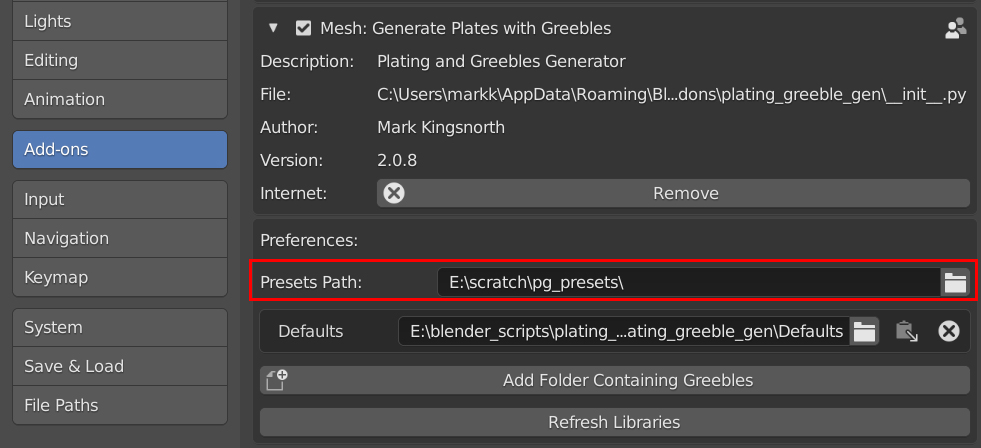 Lights
Editing
Animation
Add-ons
Input
Navigation
Keymap
System
Save & Load
File Paths
Mesh: Generate Plates with Greebles
Description: Plating and Greebles Generator
File: C:\Users\markk\AppData\Roaming\Bl...dons\plating_greeble_gen\__init__.py
Author: Mark Kingsnorth
Version: 2.0.8
Internet: Remove
Preferences:
Presets Path: E:\scratch\pg_presets\
Defaults E:\blender_scripts\plating_...ating_greeble_gen\Defaults
Add Folder Containing Greebles
Refresh Libraries